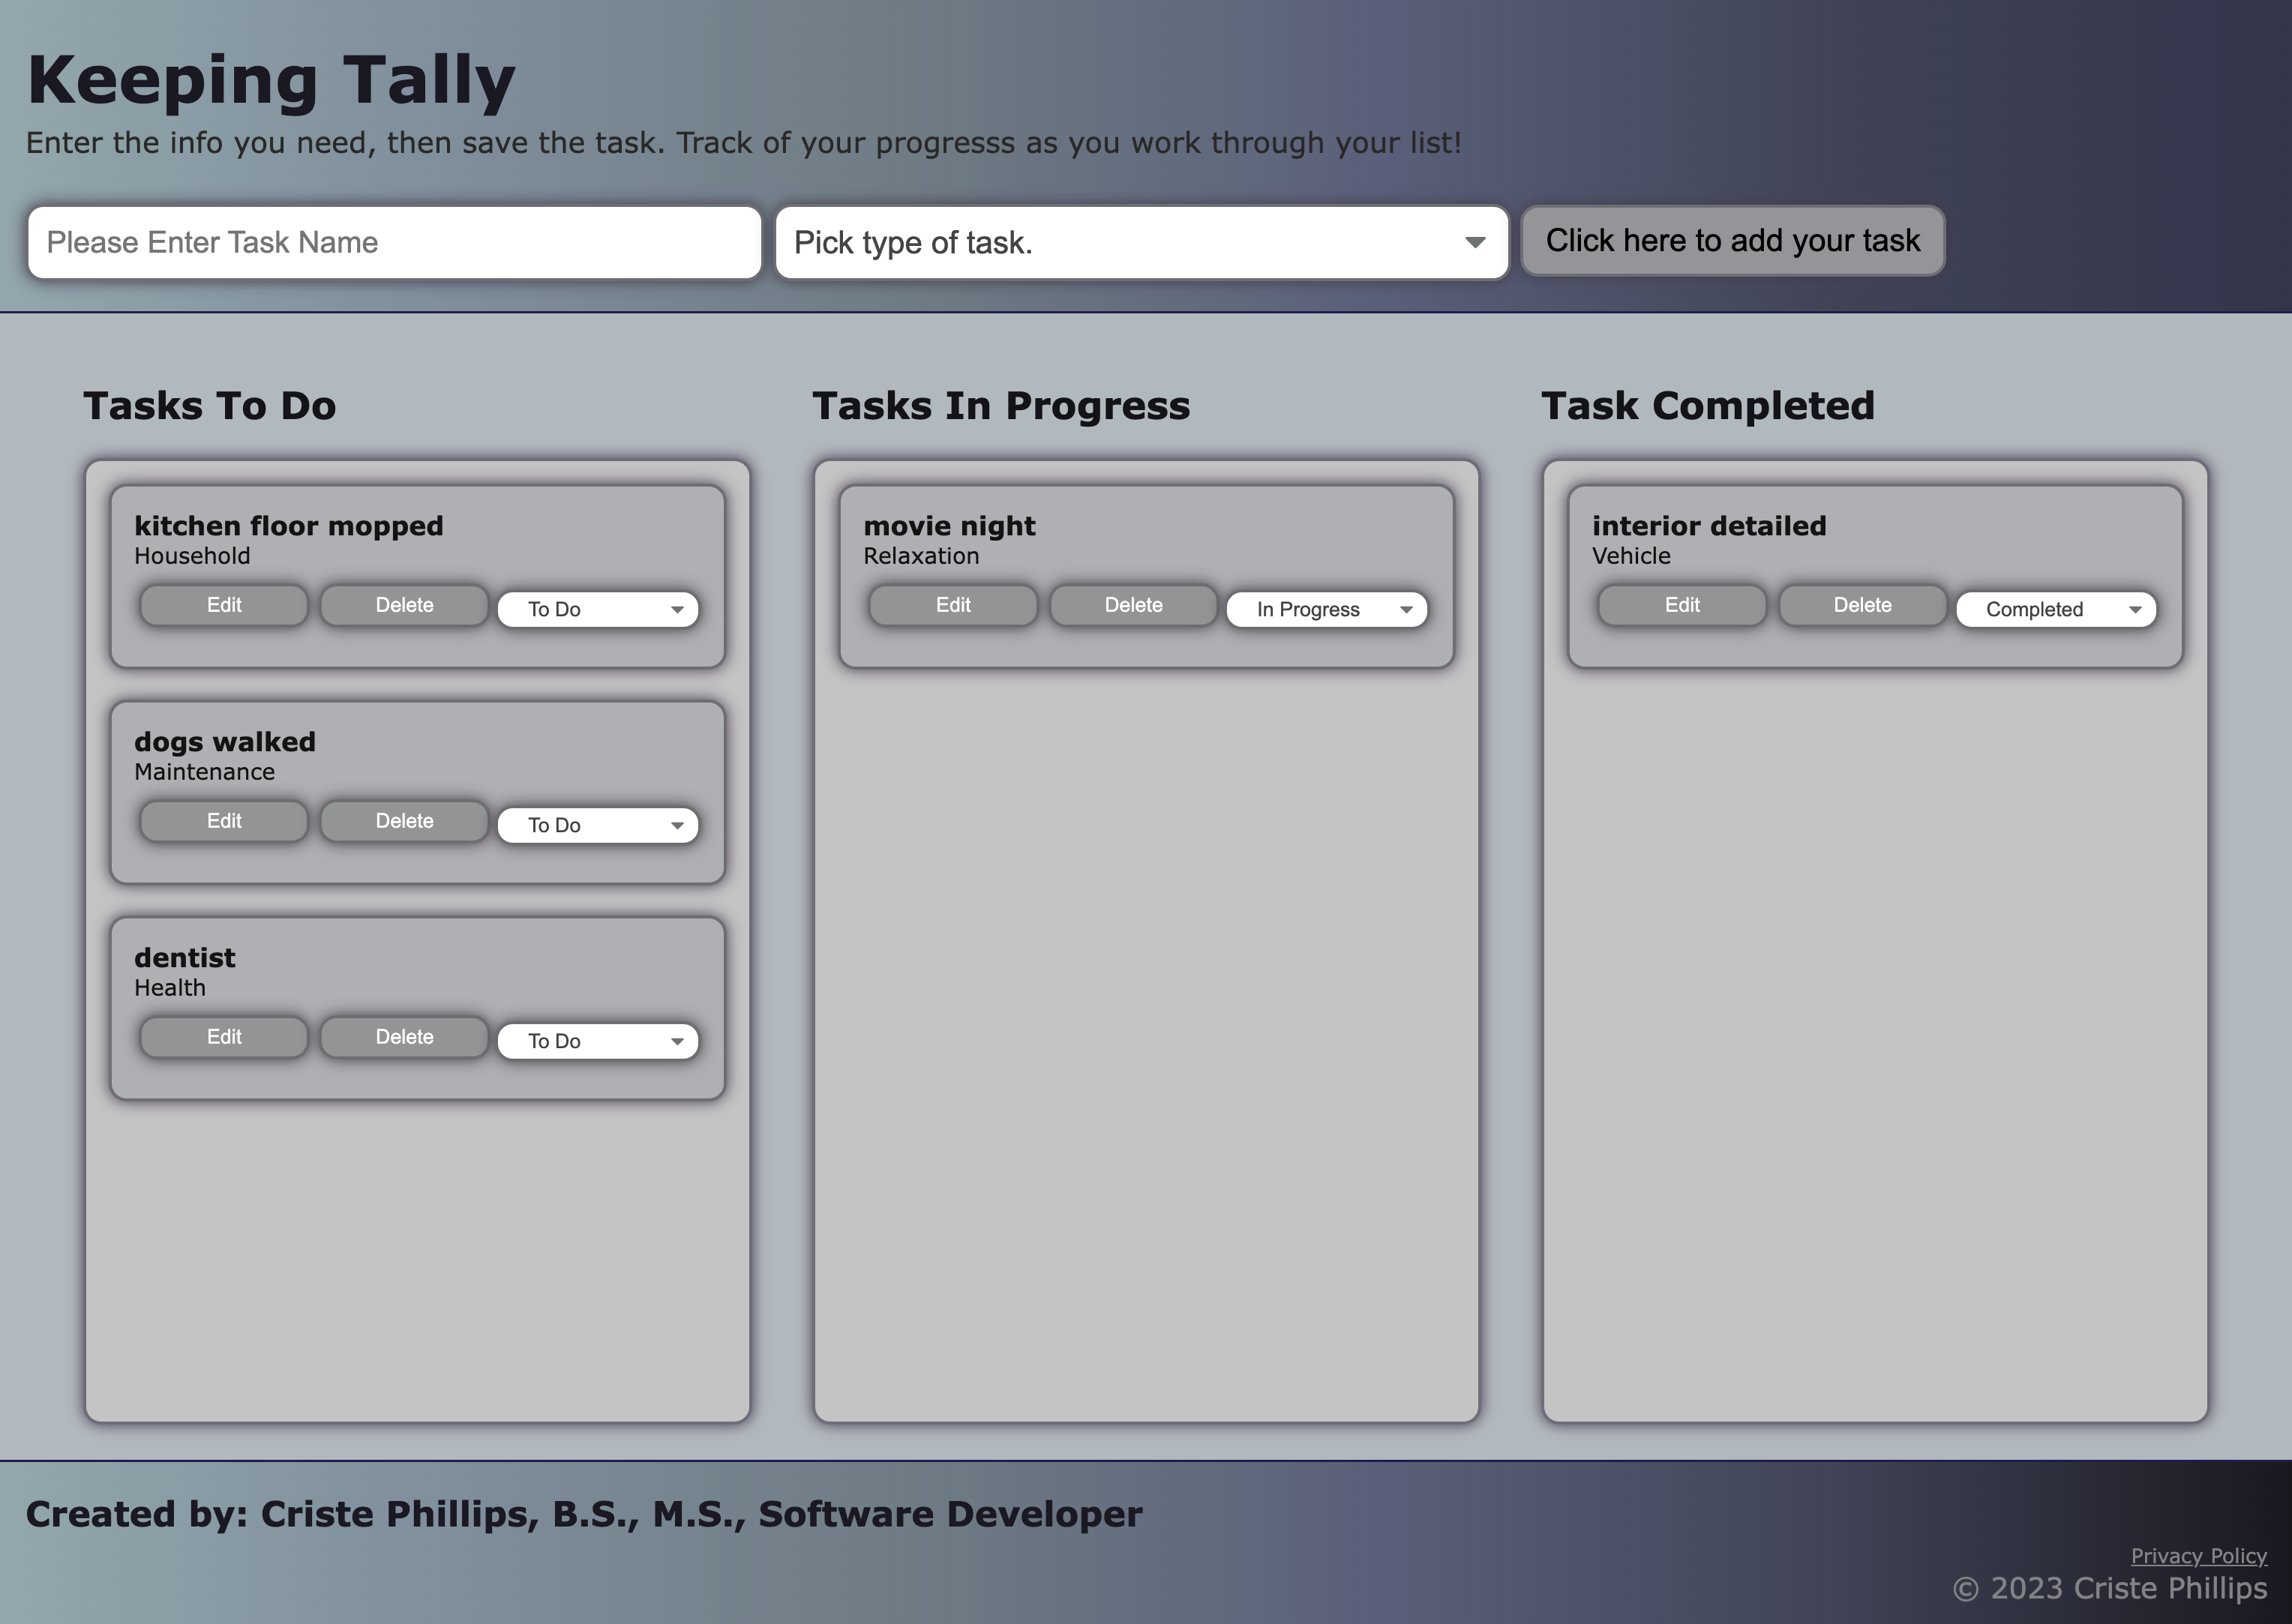 Keeping Tally
Enter the info you need, then save the task. Track of your progresss as you work through your list!
Please Enter Task Name
Pick type of task.
Click here to add your task
Tasks To Do
kitchen floor mopped
Household
Edit Delete To Do
dogs walked
Maintenance
Edit Delete To Do
dentist
Health
Edit Delete To Do
Tasks In Progress
movie night
Relaxation
Edit Delete In Progress
Task Completed
interior detailed
Vehicle
Edit Delete Completed
Created by: Criste Phillips, B.S., M.S., Software Developer
Privacy Policy
© 2023 Criste Phillips